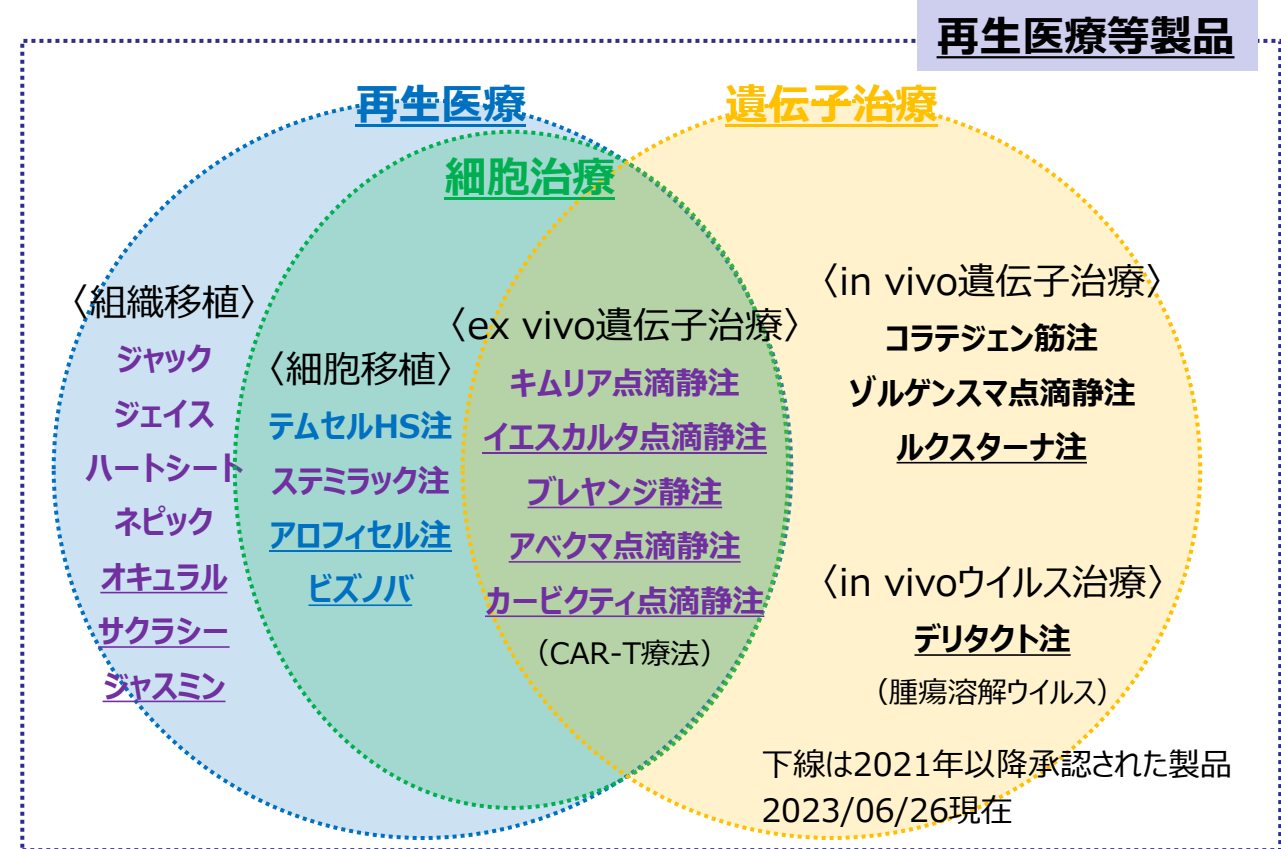 再生医療等製品
再生医療
遺伝子治療
細胞治療
〈組織移植〉
ジャック
ジェイス
ハートシート
ネピック
オキュラル
サクラシー
ジャスミン
〈細胞移植〉
テムセルHS注
ステミラック注
アロフィセル注
ビズノバ
〈ex vivo遺伝子治療〉
キムリア点滴静注
イエスカルタ点滴静注
ブレヤンジ静注
アベクマ点滴静注
カービクティ点滴静注
（CAR-T療法）
〈in vivo遺伝子治療〉
コラテジェン筋注
ゾルゲンスマ点滴静注
ルクスターナ注
〈in vivoウイルス治療〉
デリタクト注
（腫瘍溶解ウイルス）
下線は2021年以降承認された製品
2023/06/26現在